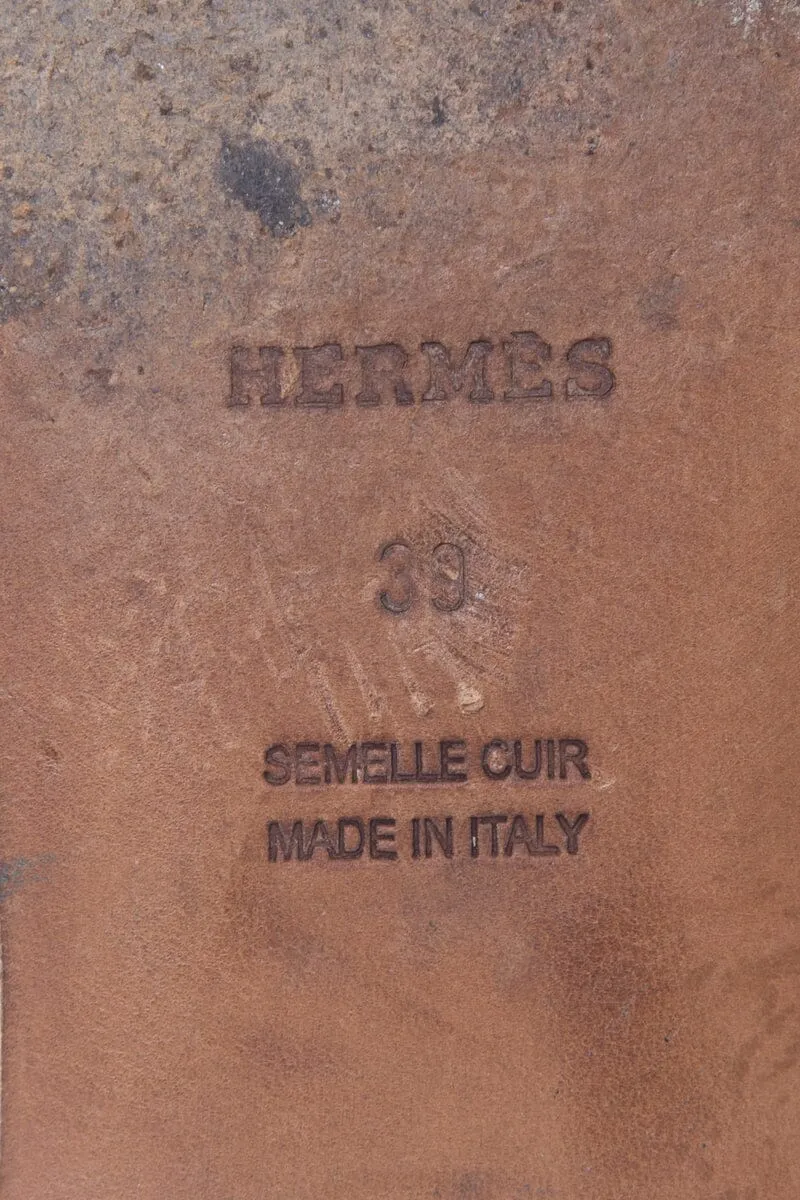 HERMÈS
39
SEMELLE CUIR
MADE IN ITALY